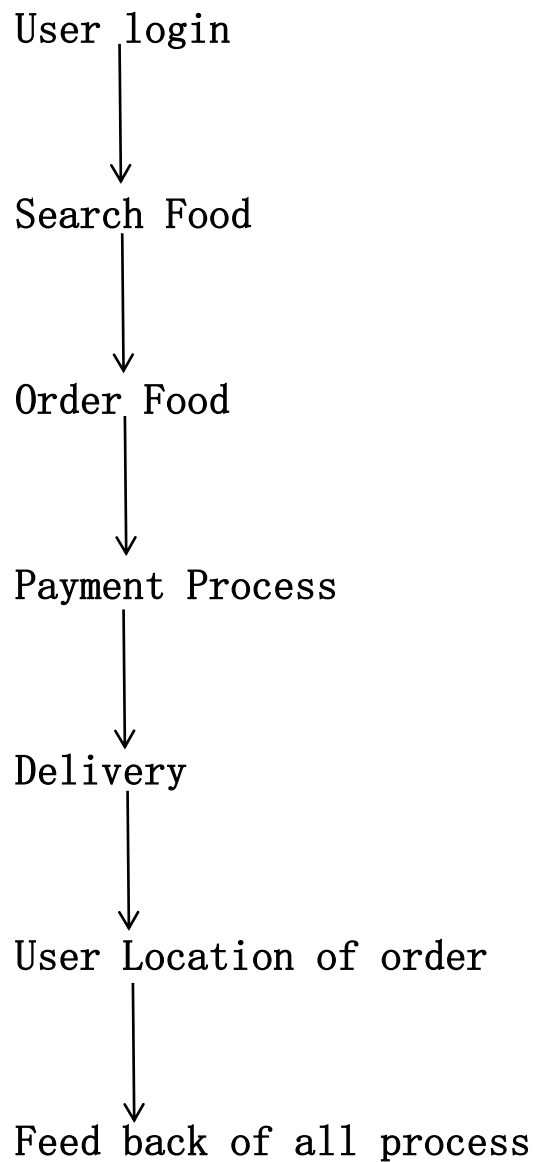 User login
Search Food
Order Food
Payment Process
Delivery
User Location of order
Feed back of all process